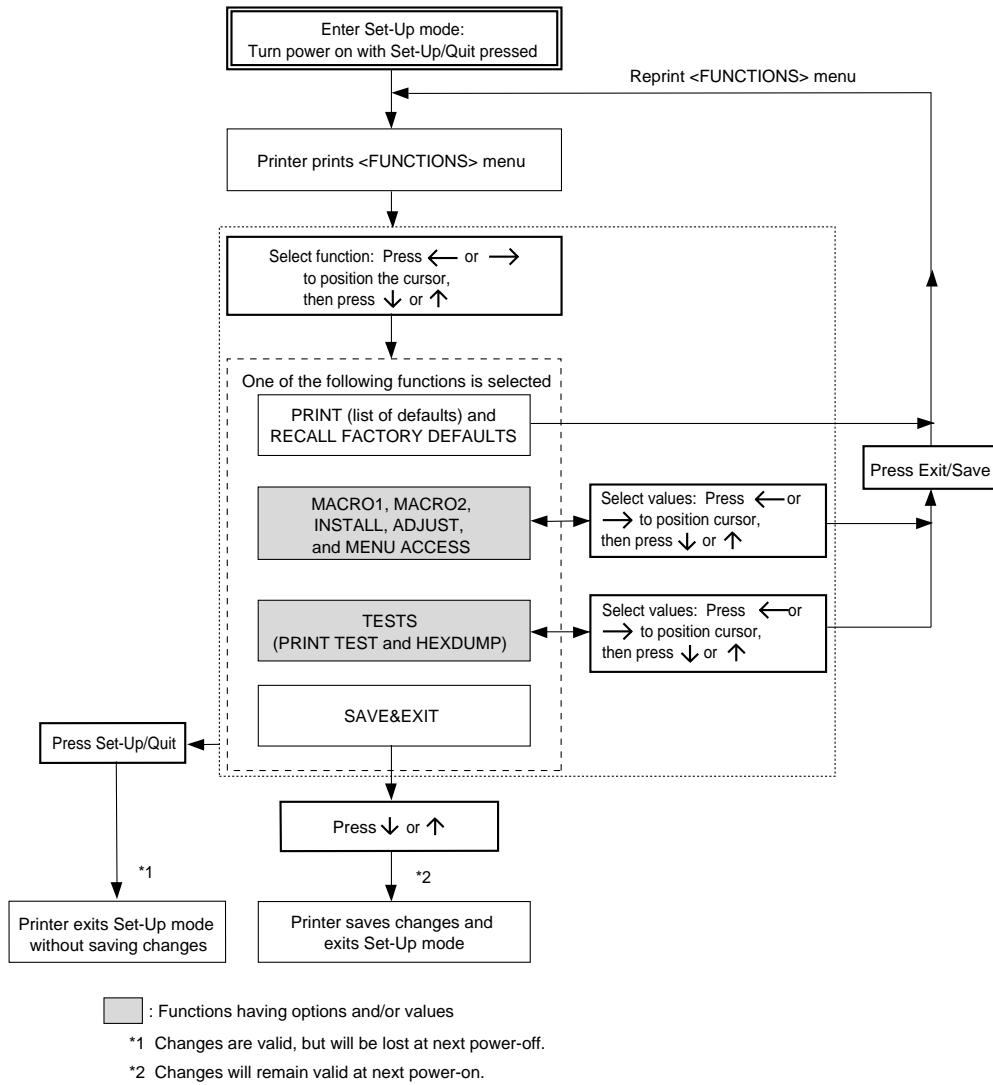 Enter Set-Up mode:
Turn power on with Set-Up/Quit pressed
Reprint <FUNCTIONS> menu
Printer prints <FUNCTIONS> menu
Select function: Press ← or →
to position the cursor,
then press ↓ or ↑
One of the following functions is selected
PRINT (list of defaults) and
RECALL FACTORY DEFAULTS
Press Exit/Save
MACRO1, MACRO2,
INSTALL, ADJUST,
and MENU ACCESS
Select values: Press ← or
→ to position cursor,
then press ↓ or ↑
TESTS
(PRINT TEST and HEXDUMP)
Select values: Press ← or
→ to position cursor,
then press ↓ or ↑
SAVE&EXIT
Press Set-Up/Quit
Press ↓ or ↑
*1
*2
Printer exits Set-Up mode
without saving changes
Printer saves changes and
exits Set-Up mode
: Functions having options and/or values
*1 Changes are valid, but will be lost at next power-off.
*2 Changes will remain valid at next power-on.